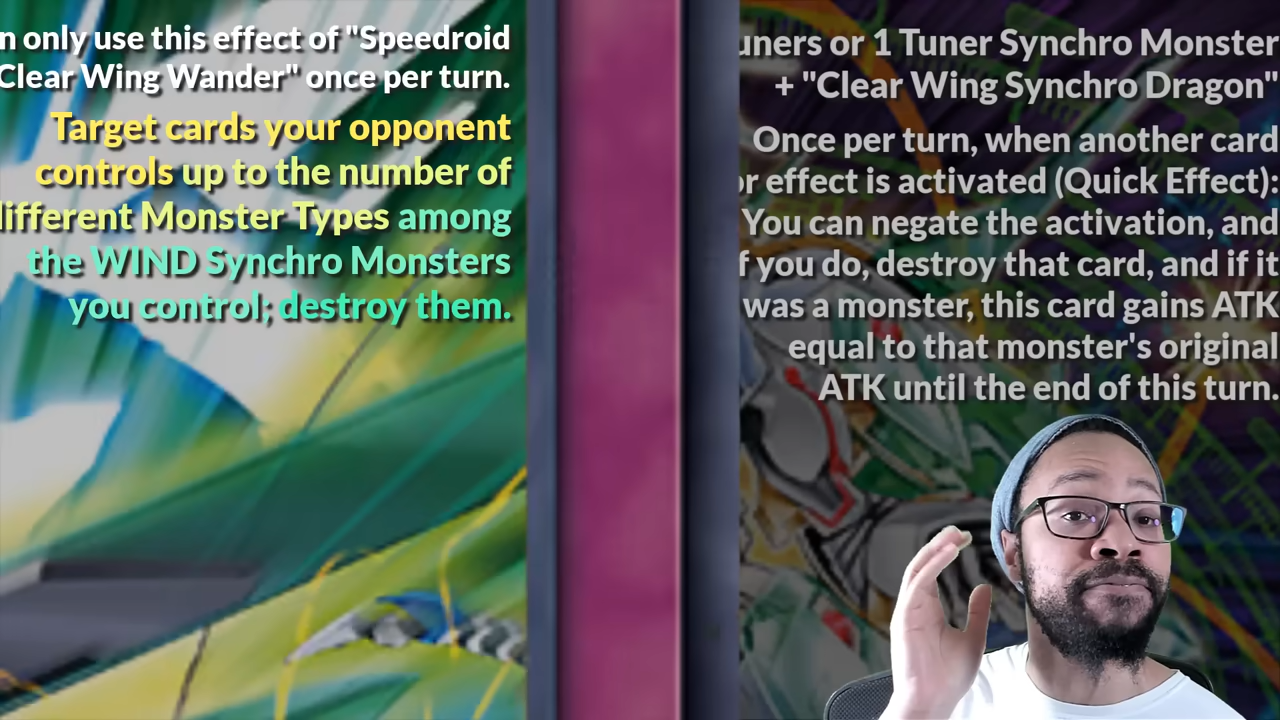 n only use this effect of "Speedroid
Clear Wing Wander" once per turn.
Target cards your opponent
controls up to the number of
different Monster Types among
the WIND Synchro Monsters
you control; destroy them.
uners or 1 Tuner Synchro Monster
+ "Clear Wing Synchro Dragon"
Once per turn, when another card
or effect is activated (Quick Effect):
You can negate the activation, and
if you do, destroy that card, and if it
was a monster, this card gains ATK
equal to that monster's original
ATK until the end of this turn.